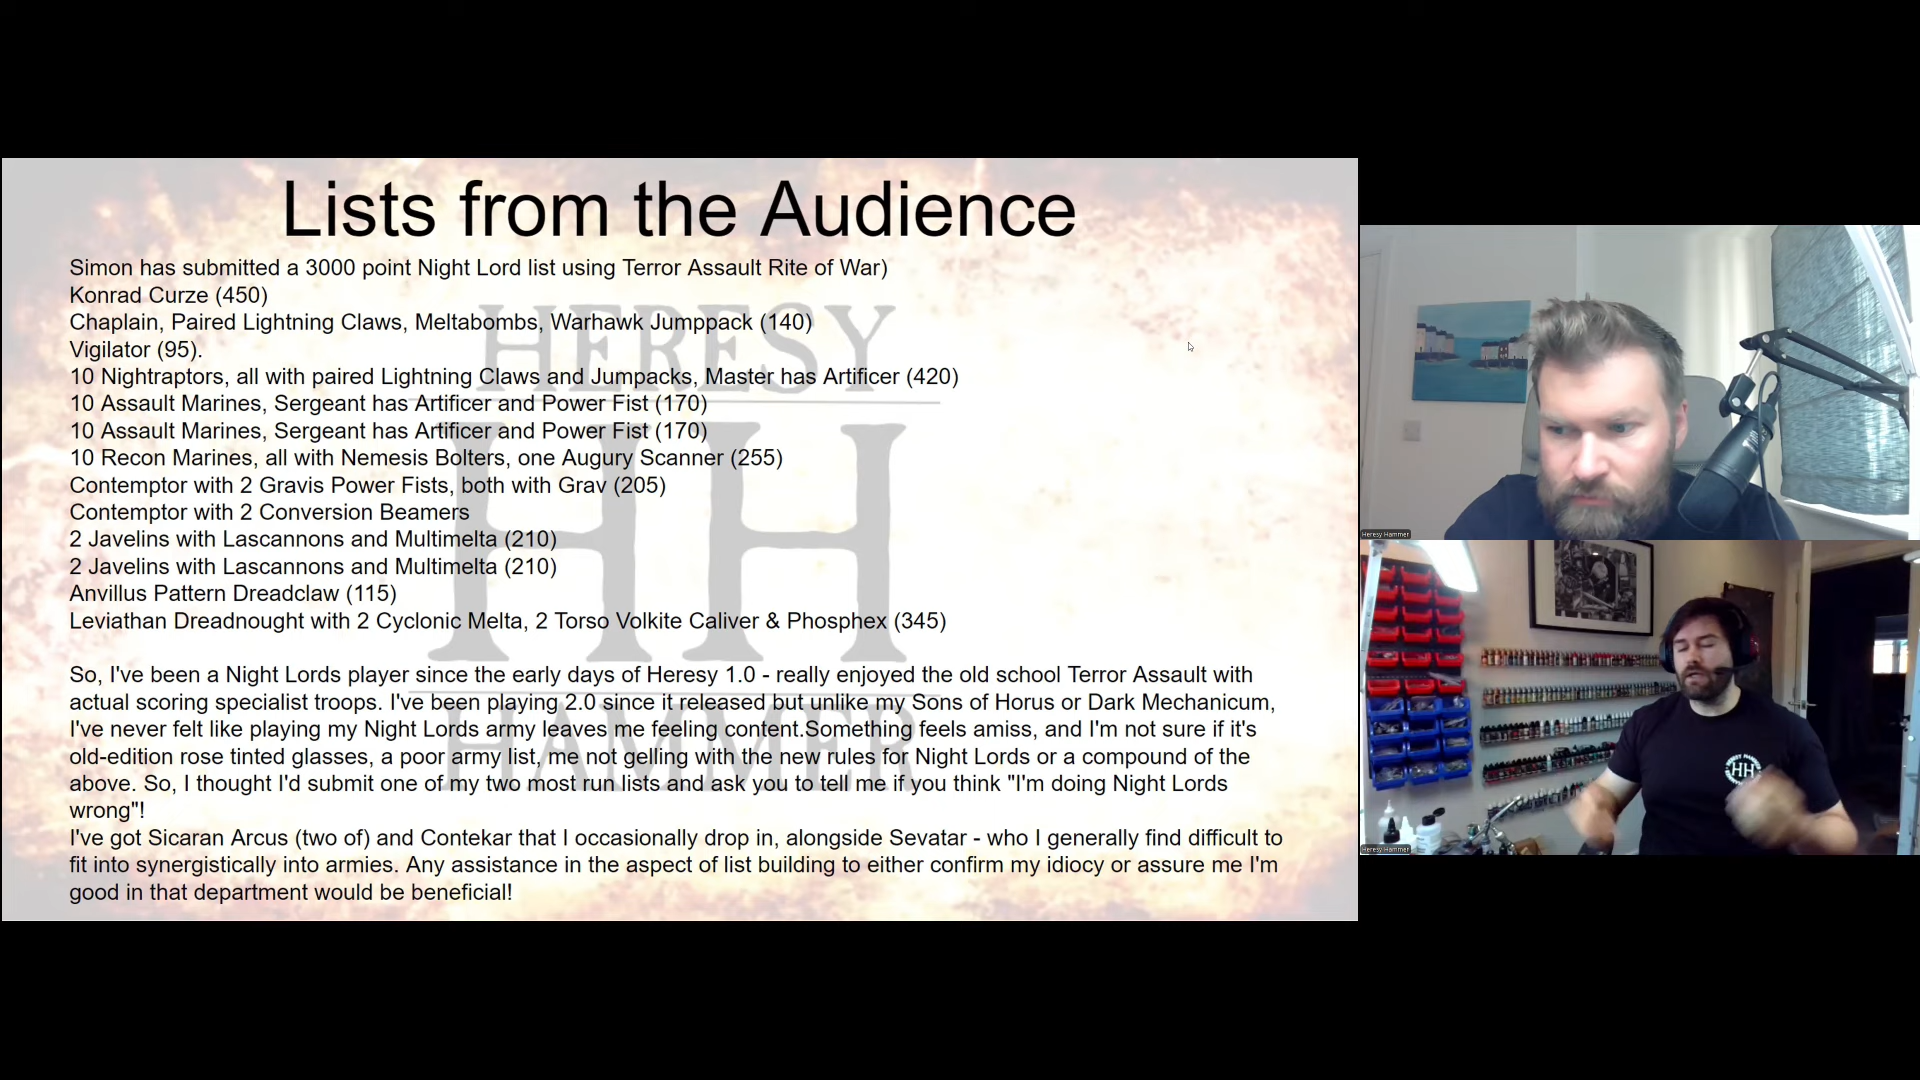 Lists from the Audience
Simon has submitted a 3000 point Night Lord list using Terror Assault Rite of War)
Konrad Curze (450)
Chaplain, Paired Lightning Claws, Meltabombs, Warhawk Jumppack (140)
Vigilator (95).
10 Nightraptors, all with paired Lightning Claws and Jumpacks, Master has Artificer (420)
10 Assault Marines, Sergeant has Artificer and Power Fist (170)
10 Assault Marines, Sergeant has Artificer and Power Fist (170)
10 Recon Marines, all with Nemesis Bolters, one Augury Scanner (255)
Contemptor with 2 Gravis Power Fists, both with Grav (205)
Contemptor with 2 Conversion Beamers
2 Javelins with Lascannons and Multimelta (210)
2 Javelins with Lascannons and Multimelta (210)
Anvillus Pattern Dreadclaw (115)
Leviathan Dreadnought with 2 Cyclonic Melta, 2 Torso Volkite Caliver & Phosphex (345)
So, I've been a Night Lords player since the early days of Heresy 1.0 - really enjoyed the old school Terror Assault with
actual scoring specialist troops. I've been playing 2.0 since it released but unlike my Sons of Horus or Dark Mechanicum,
I've never felt like playing my Night Lords army leaves me feeling content.Something feels amiss, and I'm not sure if it's
old-edition rose tinted glasses, a poor army list, me not gelling with the new rules for Night Lords or a compound of the
above. So, I thought I'd submit one of my two most run lists and ask you to tell me if you think "I'm doing Night Lords
wrong"!
I've got Sicaran Arcus (two of) and Contekar that I occasionally drop in, alongside Sevatar - who I generally find difficult to
fit into synergistically into armies. Any assistance in the aspect of list building to either confirm my idiocy or assure me I'm
good in that department would be beneficial!
HERESY
HH
HAMMER
Heresy Hammer
HH
Heresy Hammer